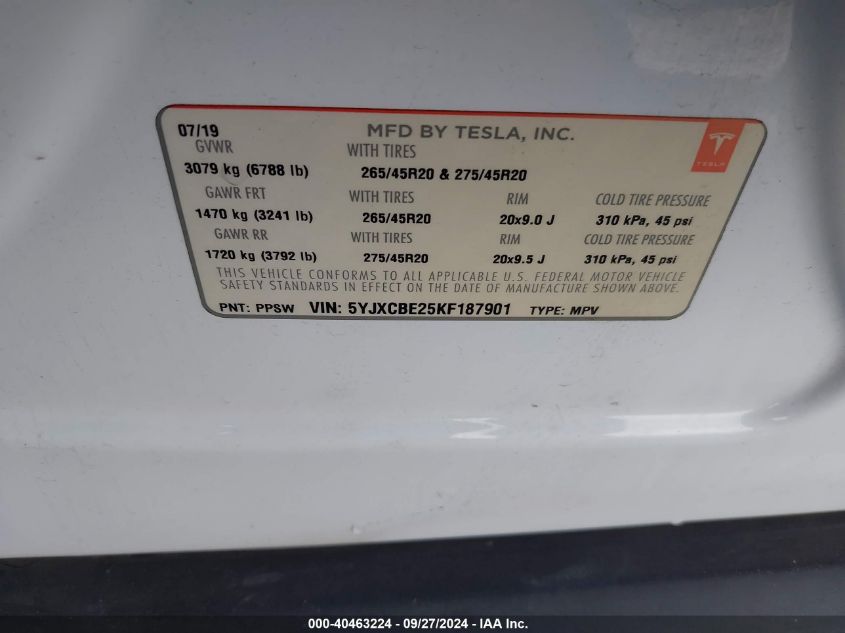 07/19 MFD BY TESLA, INC.
GVWR WITH TIRES
3079 kg (6788 lb) 265/45R20 & 275/45R20
TESLA
GAWR FRT WITH TIRES RIM COLD TIRE PRESSURE
1470 kg (3241 lb) 265/45R20 20x9.0 J 310 kPa, 45 psi
GAWR RR WITH TIRES RIM COLD TIRE PRESSURE
1720 kg (3792 lb) 275/45R20 20x9.5 J 310 kPa, 45 psi
THIS VEHICLE CONFORMS TO ALL APPLICABLE U.S. FEDERAL MOTOR VEHICLE
SAFETY STANDARDS IN EFFECT ON THE DATE OF MANUFACTURE SHOWN ABOVE.
PNT: PPSW VIN: 5YJXCBE25KF187901 TYPE: MPV
000-40463224 - 09/27/2024 - IAA Inc.